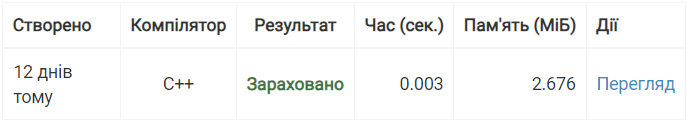 Створено Компілятор Результат Час (сек.) Пам'ять (МіБ) Дії
12 днів тому C++ Зараховано 0.003 2.676 Перегляд